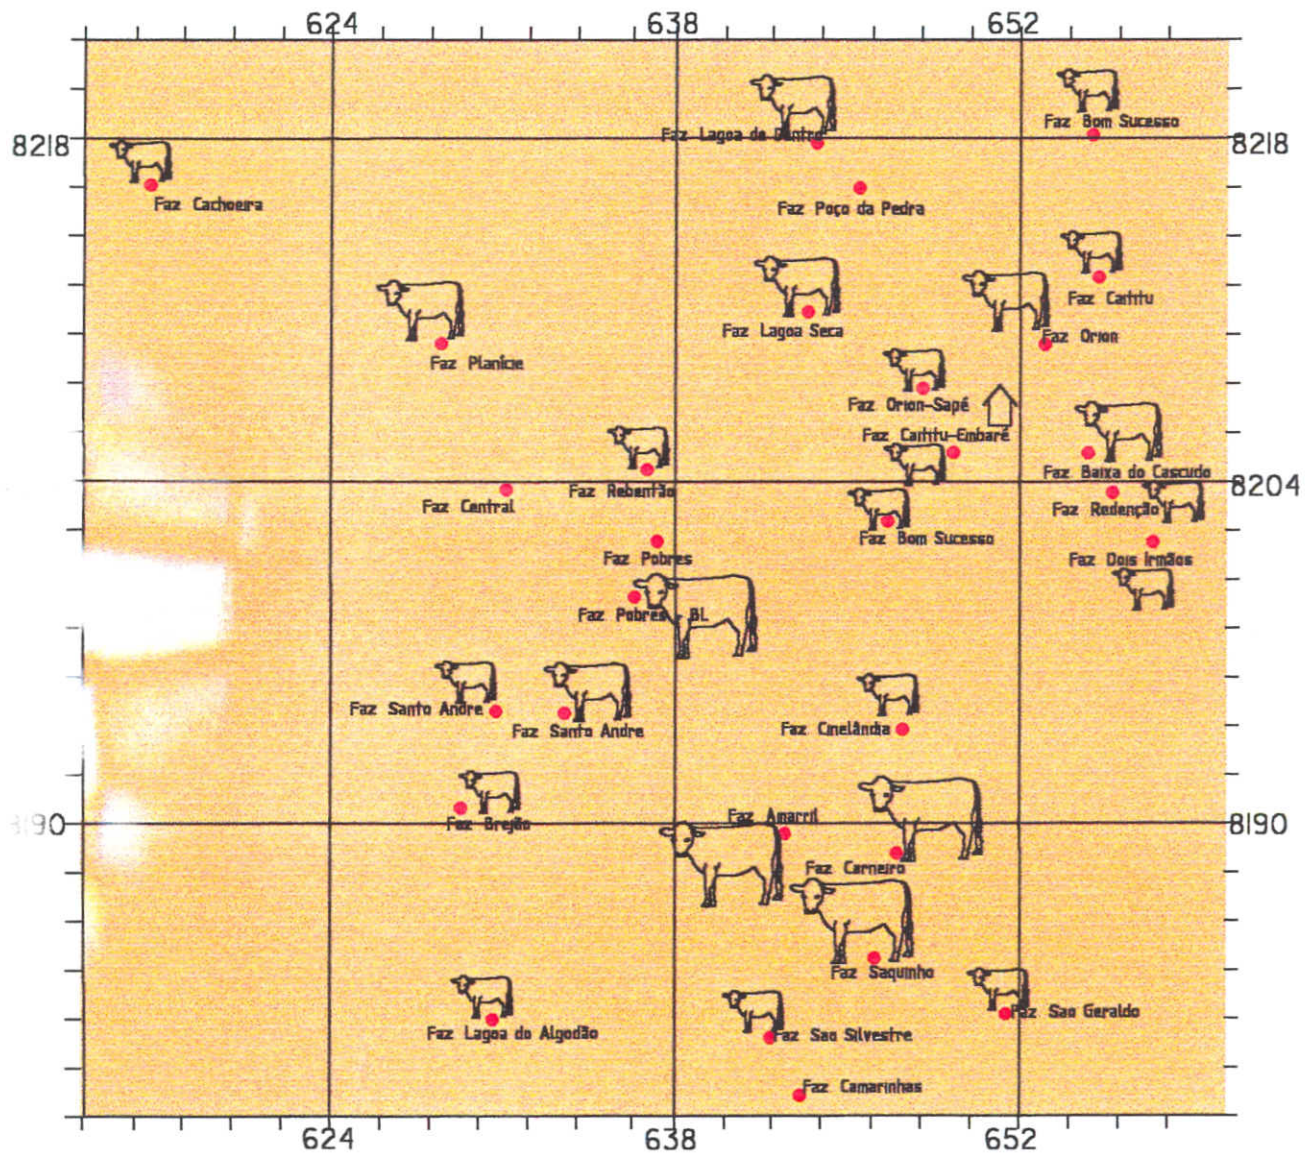 624 638 652
8218 8218
Faz Lagoa de Dentro
Faz Bom Sucesso
Faz Cachoeira
Faz Poço da Pedra
Faz Caititu
Faz Lagoa Seca
Faz Orion
Faz Planície
Faz Orion-Sapé
Faz Caititu-Embaré
Faz Baixa do Cascudo
8204
Faz Rebentão
Faz Central
Faz Redenção
Faz Bom Sucesso
Faz Pobres
Faz Dois Irmãos
Faz Pobres BL
Faz Santo Andre
Faz Santo Andre
Faz Cinelândia
8190 8190
Faz Brejão
Faz Amarril
Faz Carneiro
Faz Saquinho
Faz Sao Geraldo
Faz Lagoa do Algodão
Faz Sao Silvestre
Faz Camarinhas
624 638 652